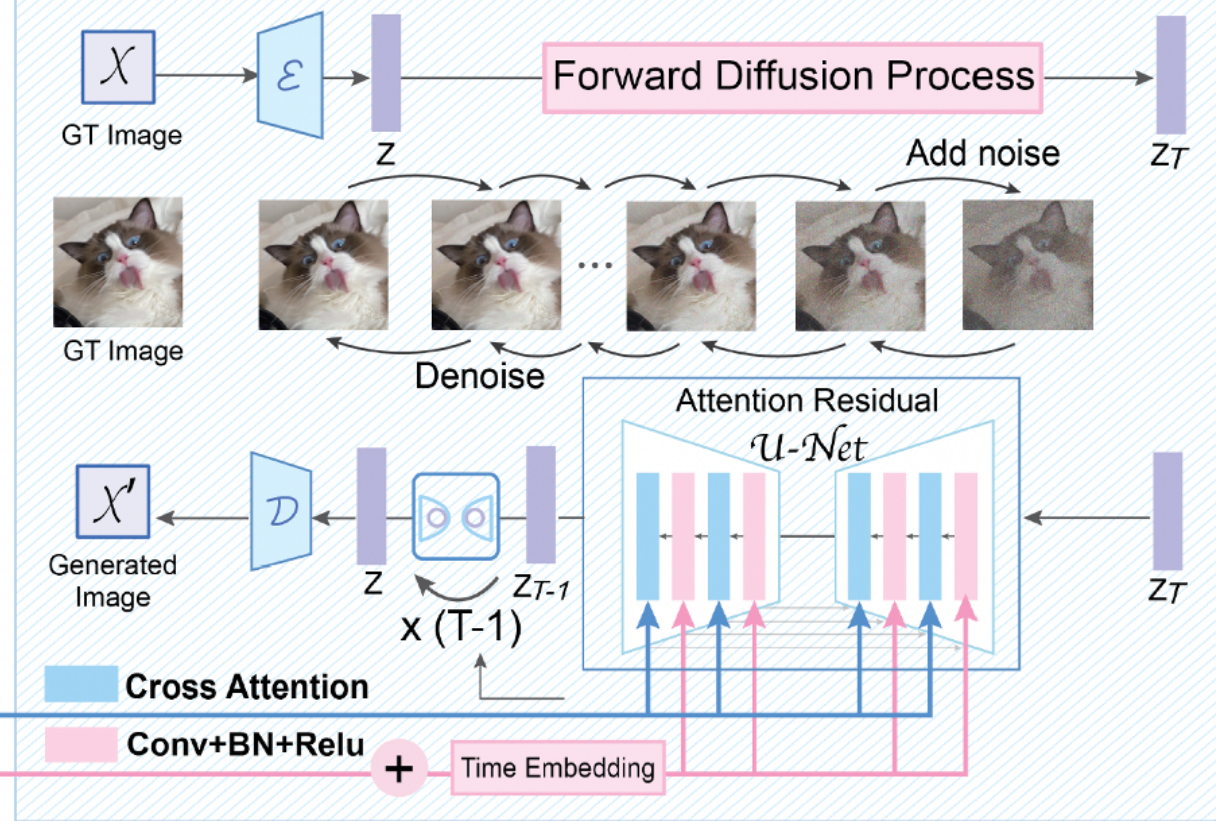 X
ℰ
Forward Diffusion Process
GT Image
Z
Z_T
Add noise
...
GT Image
Denoise
Attention Residual
U-Net
X'
D
Generated
Image
Z
Z_{T-1}
Z_T
x (T-1)
Cross Attention
Conv+BN+Relu
+
Time Embedding